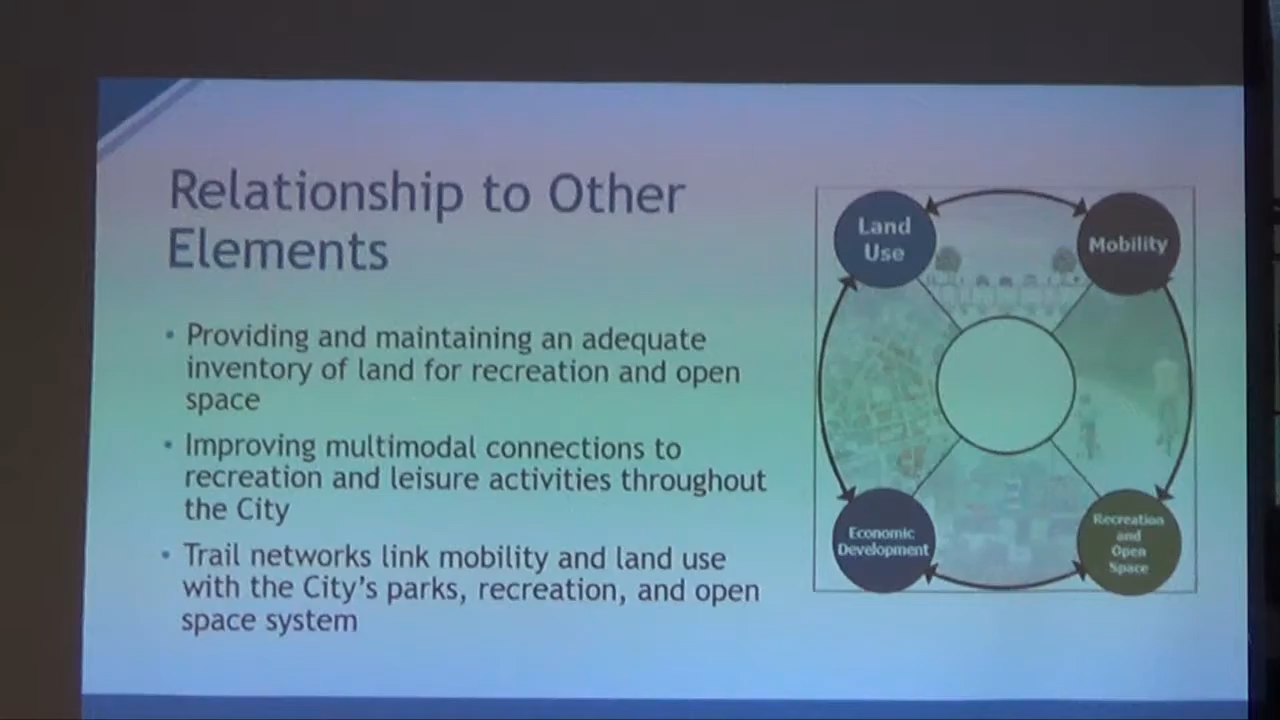 Relationship to Other
Elements
• Providing and maintaining an adequate
inventory of land for recreation and open
space
• Improving multimodal connections to
recreation and leisure activities throughout
the City
• Trail networks link mobility and land use
with the City's parks, recreation, and open
space system
Land
Use
Mobility
Economic
Development
Recreation
and
Open
Space